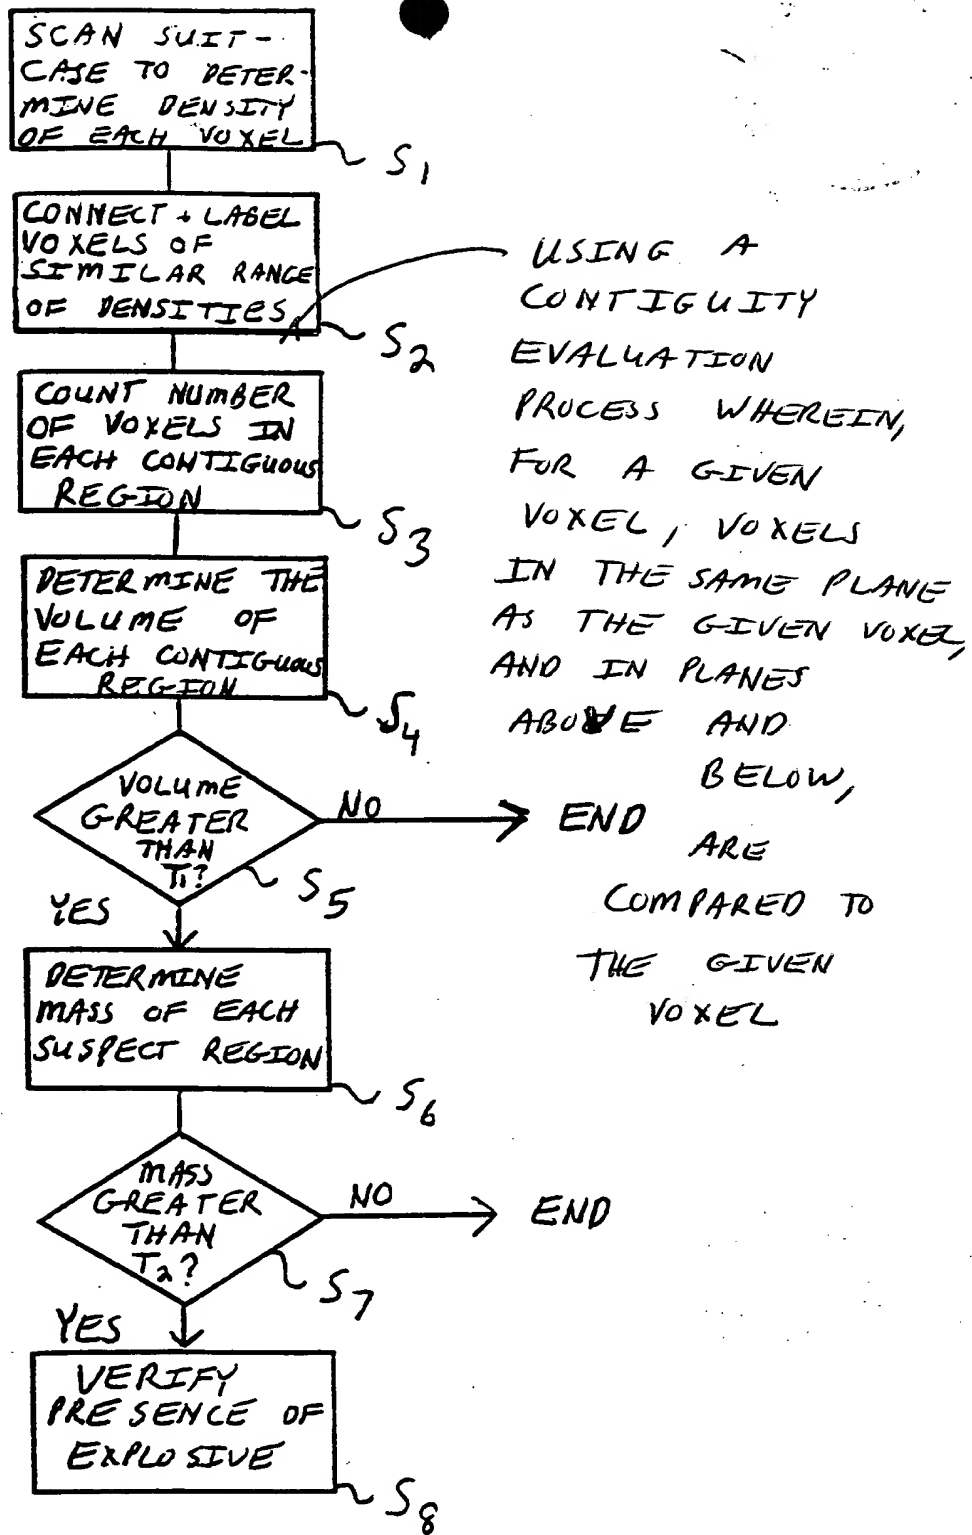 SCAN SUIT-
CASE TO DETER-
MINE DENSITY
OF EACH VOXEL
S1
CONNECT + LABEL
VOXELS OF
SIMILAR RANGE
OF DENSITIES
S2
USING A
CONTIGUITY
EVALUATION
PROCESS WHEREIN,
FOR A GIVEN
VOXEL, VOXELS
IN THE SAME PLANE
AS THE GIVEN VOXEL,
AND IN PLANES
ABOVE AND
BELOW,
ARE
COMPARED TO
THE GIVEN
VOXEL
COUNT NUMBER
OF VOXELS IN
EACH CONTIGUOUS
REGION
S3
DETERMINE THE
VOLUME OF
EACH CONTIGUOUS
REGION
S4
VOLUME
GREATER
THAN
T1?
S5
NO
END
YES
DETERMINE
MASS OF EACH
SUSPECT REGION
S6
MASS
GREATER
THAN
T2?
S7
NO
END
YES
VERIFY
PRESENCE OF
EXPLOSIVE
S8